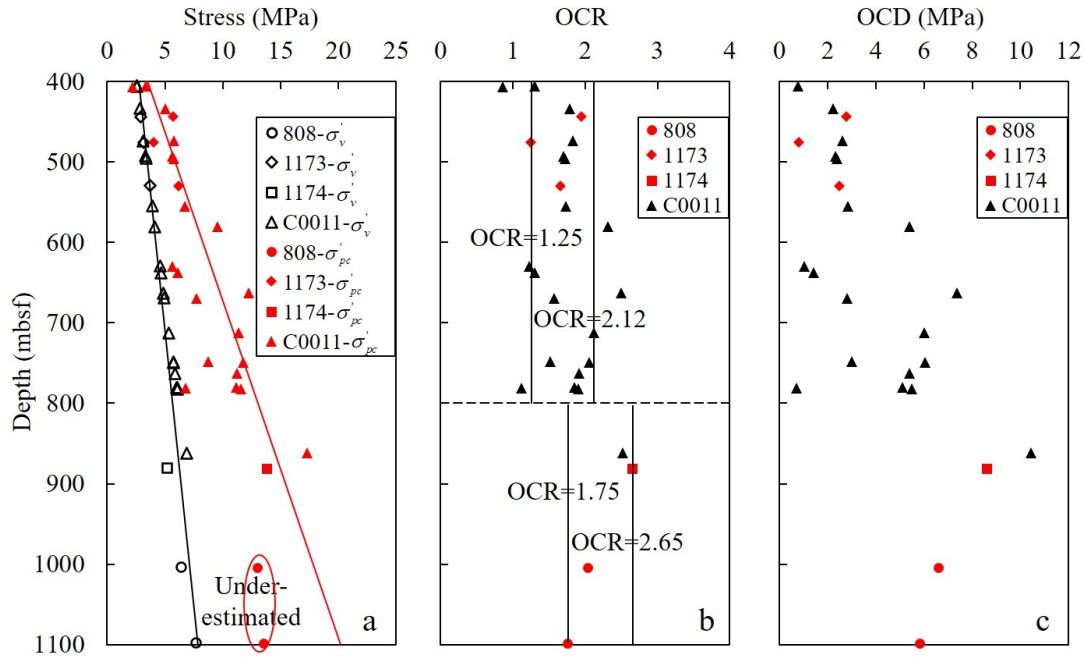 Stress (MPa)
0 5 10 15 20 25
OCR
0 1 2 3 4
OCD (MPa)
0 2 4 6 8 10 12
Depth (mbsf)
400
500
600
700
800
900
1000
1100
808-σ'v
1173-σ'v
1174-σ'v
C0011-σ'v
808-σ'pc
1173-σ'pc
1174-σ'pc
C0011-σ'pc
Under-
estimated
a
808
1173
1174
C0011
OCR=1.25
OCR=2.12
OCR=1.75
OCR=2.65
b
808
1173
1174
C0011
c